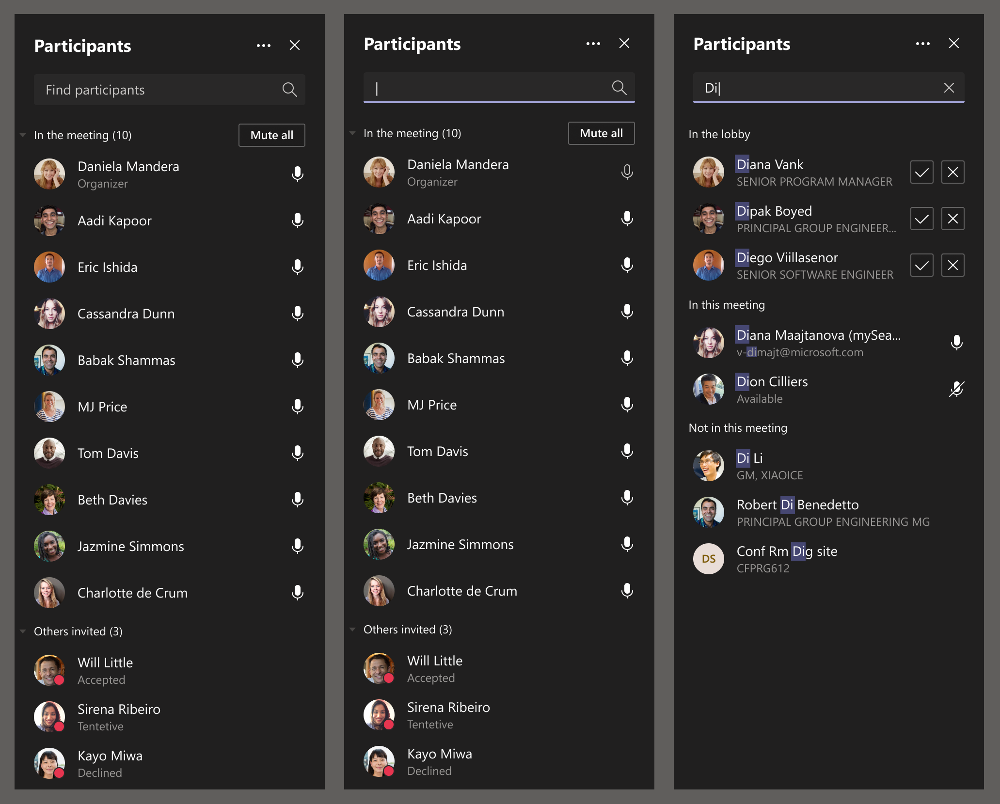 Participants
Find participants
In the meeting (10)
Mute all
Daniela Mandera
Organizer
Aadi Kapoor
Eric Ishida
Cassandra Dunn
Babak Shammas
MJ Price
Tom Davis
Beth Davies
Jazmine Simmons
Charlotte de Crum
Others invited (3)
Will Little
Accepted
Sirena Ribeiro
Tentetive
Kayo Miwa
Declined
Participants
In the meeting (10)
Mute all
Daniela Mandera
Organizer
Aadi Kapoor
Eric Ishida
Cassandra Dunn
Babak Shammas
MJ Price
Tom Davis
Beth Davies
Jazmine Simmons
Charlotte de Crum
Others invited (3)
Will Little
Accepted
Sirena Ribeiro
Tentetive
Kayo Miwa
Declined
Participants
Di
In the lobby
Diana Vank
SENIOR PROGRAM MANAGER
Dipak Boyed
PRINCIPAL GROUP ENGINEER...
Diego Viillasenor
SENIOR SOFTWARE ENGINEER
In this meeting
Diana Maajtanova (mySea...
v-dimajt@microsoft.com
Dion Cilliers
Available
Not in this meeting
Di Li
GM, XIAOICE
Robert Di Benedetto
PRINCIPAL GROUP ENGINEERING MG
DS
Conf Rm Dig site
CFPRG612